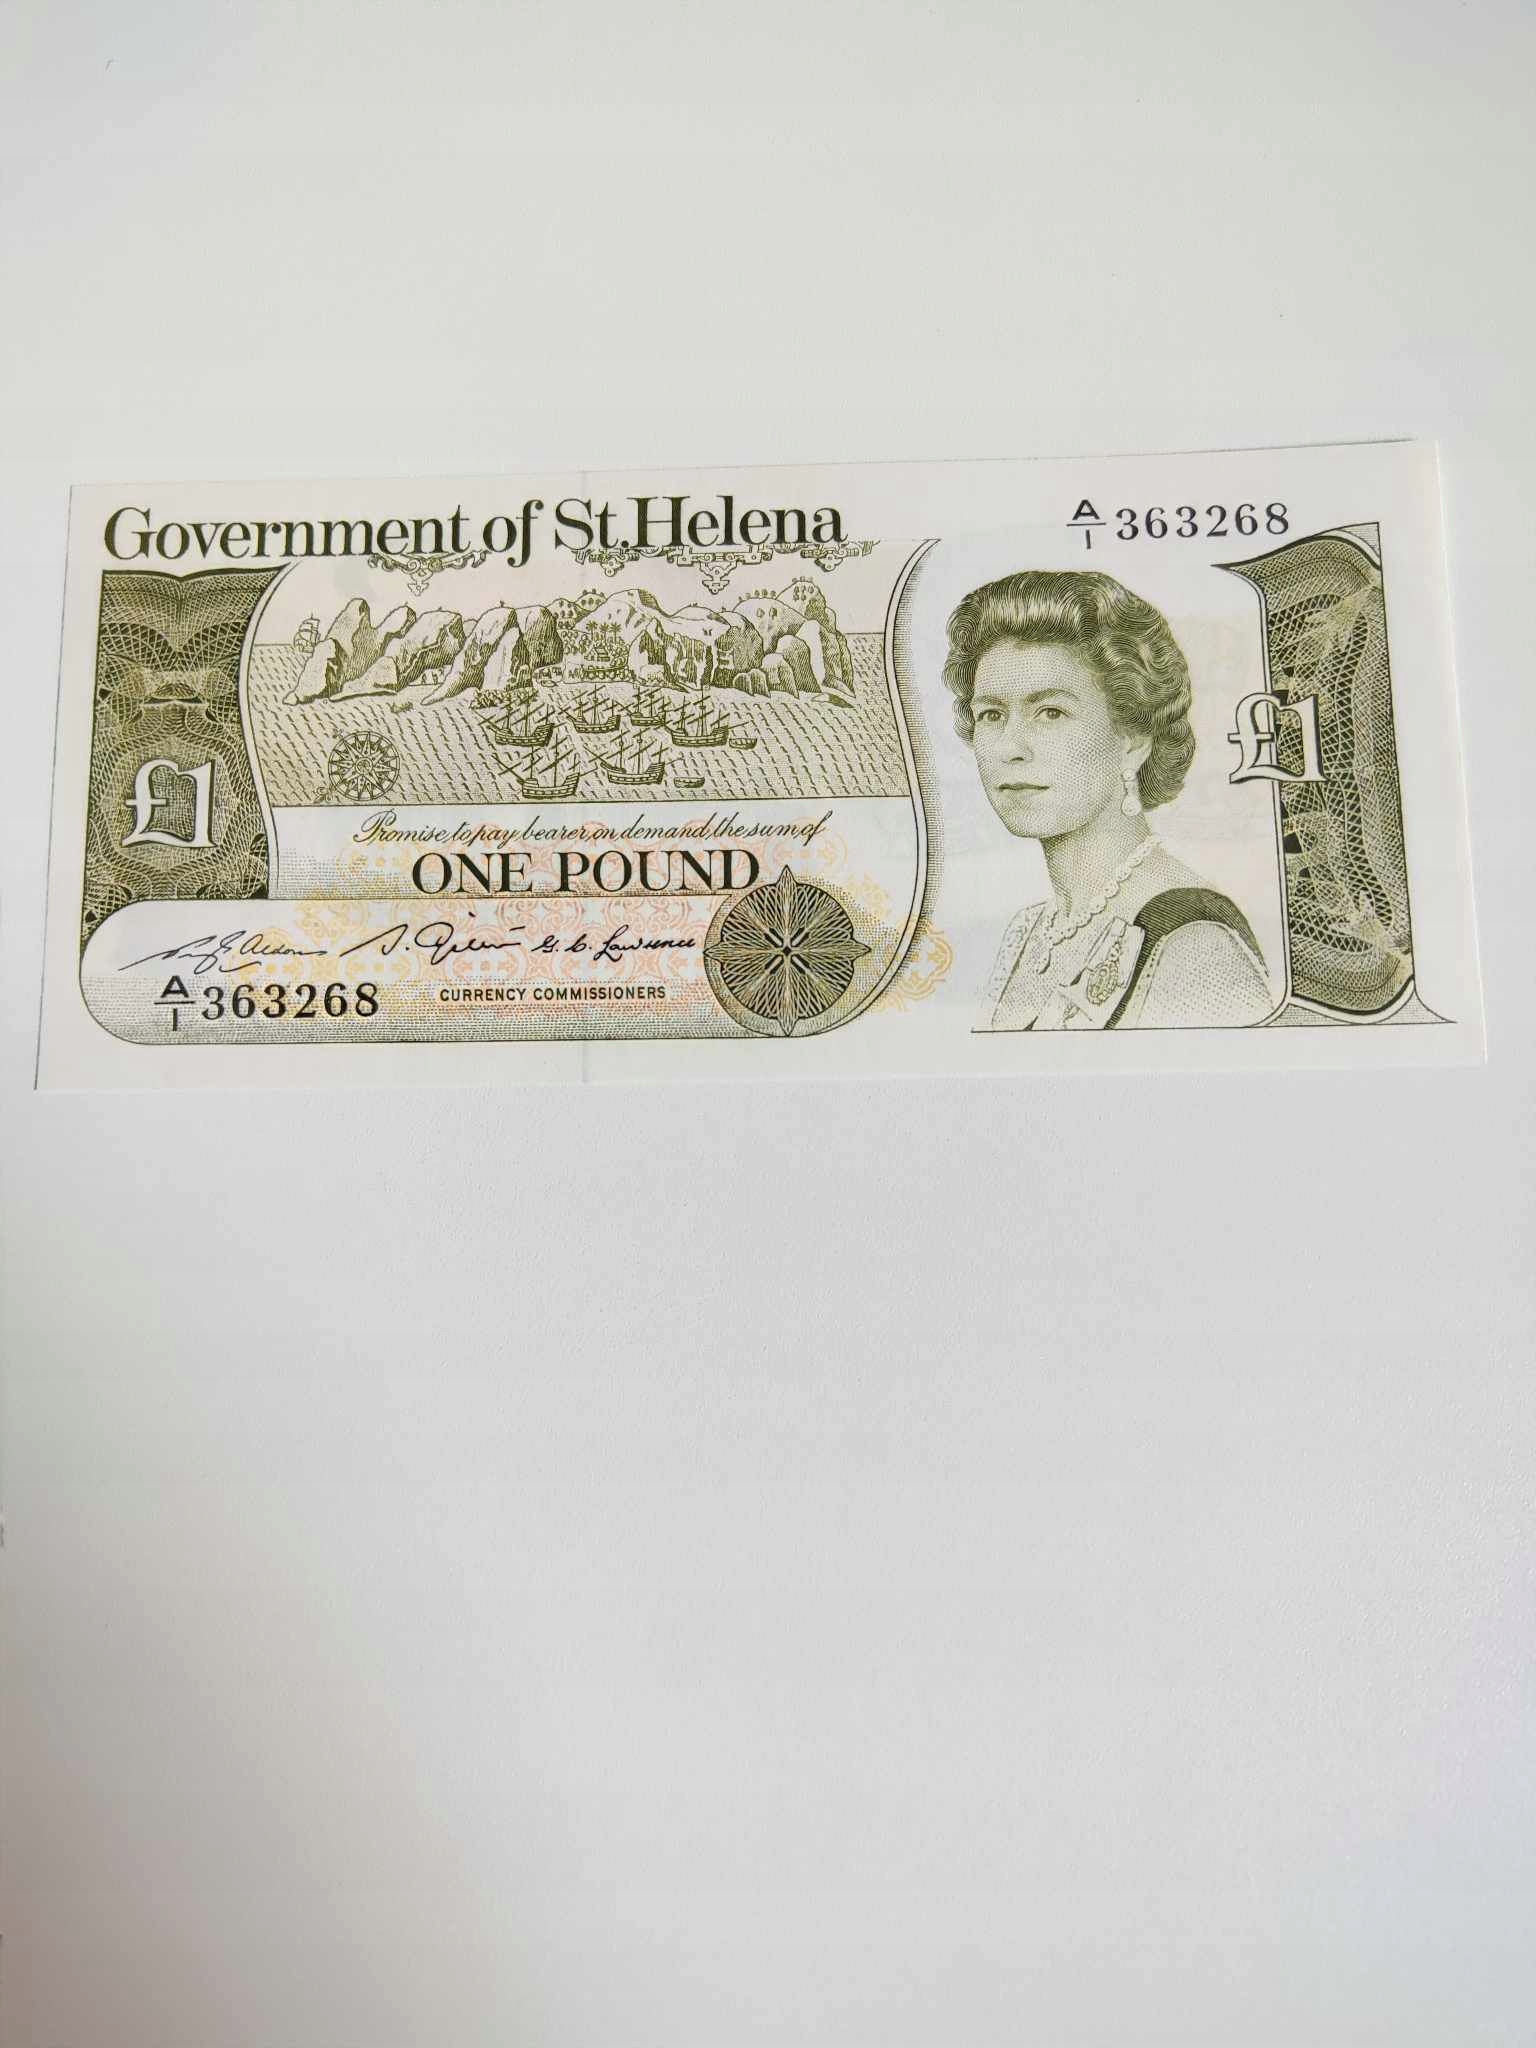 Government of St. Helena
A/1 363268
£1
£1
Promise to pay bearer on demand the sum of
ONE POUND
G. C. Lawrence
A/1 363268
CURRENCY COMMISSIONERS